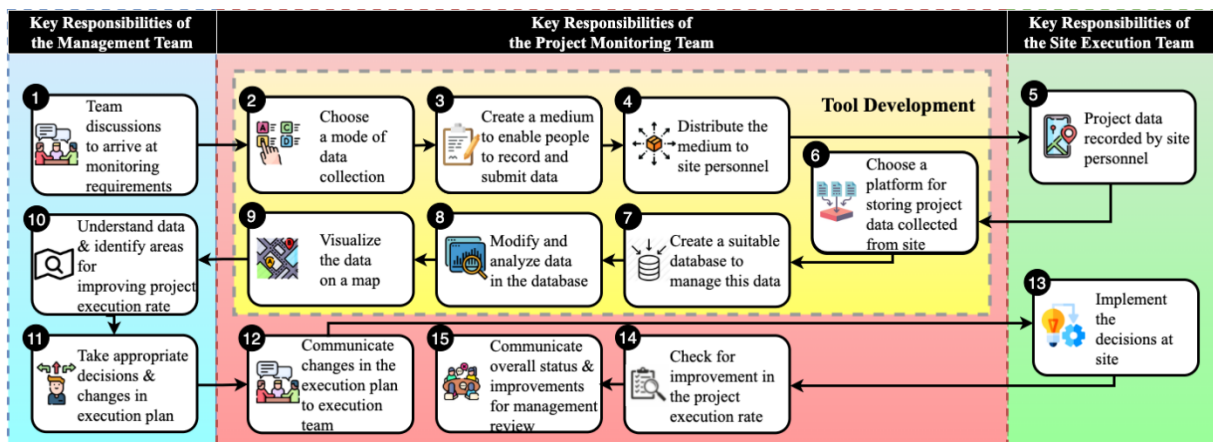 Key Responsibilities of
the Management Team
Key Responsibilities of
the Project Monitoring Team
Key Responsibilities of
the Site Execution Team
Tool Development
1
Team
discussions
to arrive at
monitoring
requirements
2
Choose
a mode of
data
collection
3
Create a medium
to enable people
to record and
submit data
4
Distribute the
medium to
site personnel
5
Project data
recorded by site
personnel
6
Choose a
platform for
storing project
data collected
from site
7
Create a suitable
database to
manage this data
8
Modify and
analyze data
in the database
9
Visualize
the data
on a map
10
Understand data
& identify areas
for
improving project
execution rate
11
Take appropriate
decisions &
changes in
execution plan
12
Communicate
changes in the
execution plan
to execution
team
13
Implement
the
decisions at
site
14
Check for
improvement in
the project
execution rate
15
Communicate
overall status &
improvements
for management
review